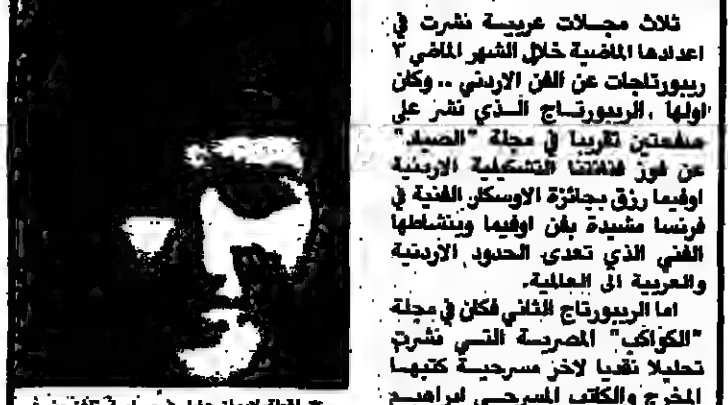 ثلاث مجلات عربية نشرت في
اعدادها الماضية خلال الشهر الماضي ٣
ريبورتاجات عن الفن الاردني .. وكان
اولها ، الريبورتاج الذي نشر على
صفحتين تقريبا في مجلة "الصياد"
عن فوز فنانتنا التشكيلية الاردنية
اوفيما رزق بجائزة الاوسكار الفنية في
فرنسا مشيدة بفن اوفيما وبنشاطها
الفني الذي تعدى الحدود الاردنية
والعربية الى العالمية.
اما الريبورتاج الثاني فكان في مجلة
"الكواكب" المصرية التي نشرت
تحليلا نقديا لاخر مسرحية كتبها
المخرج والكاتب المسرحي ابراهيم